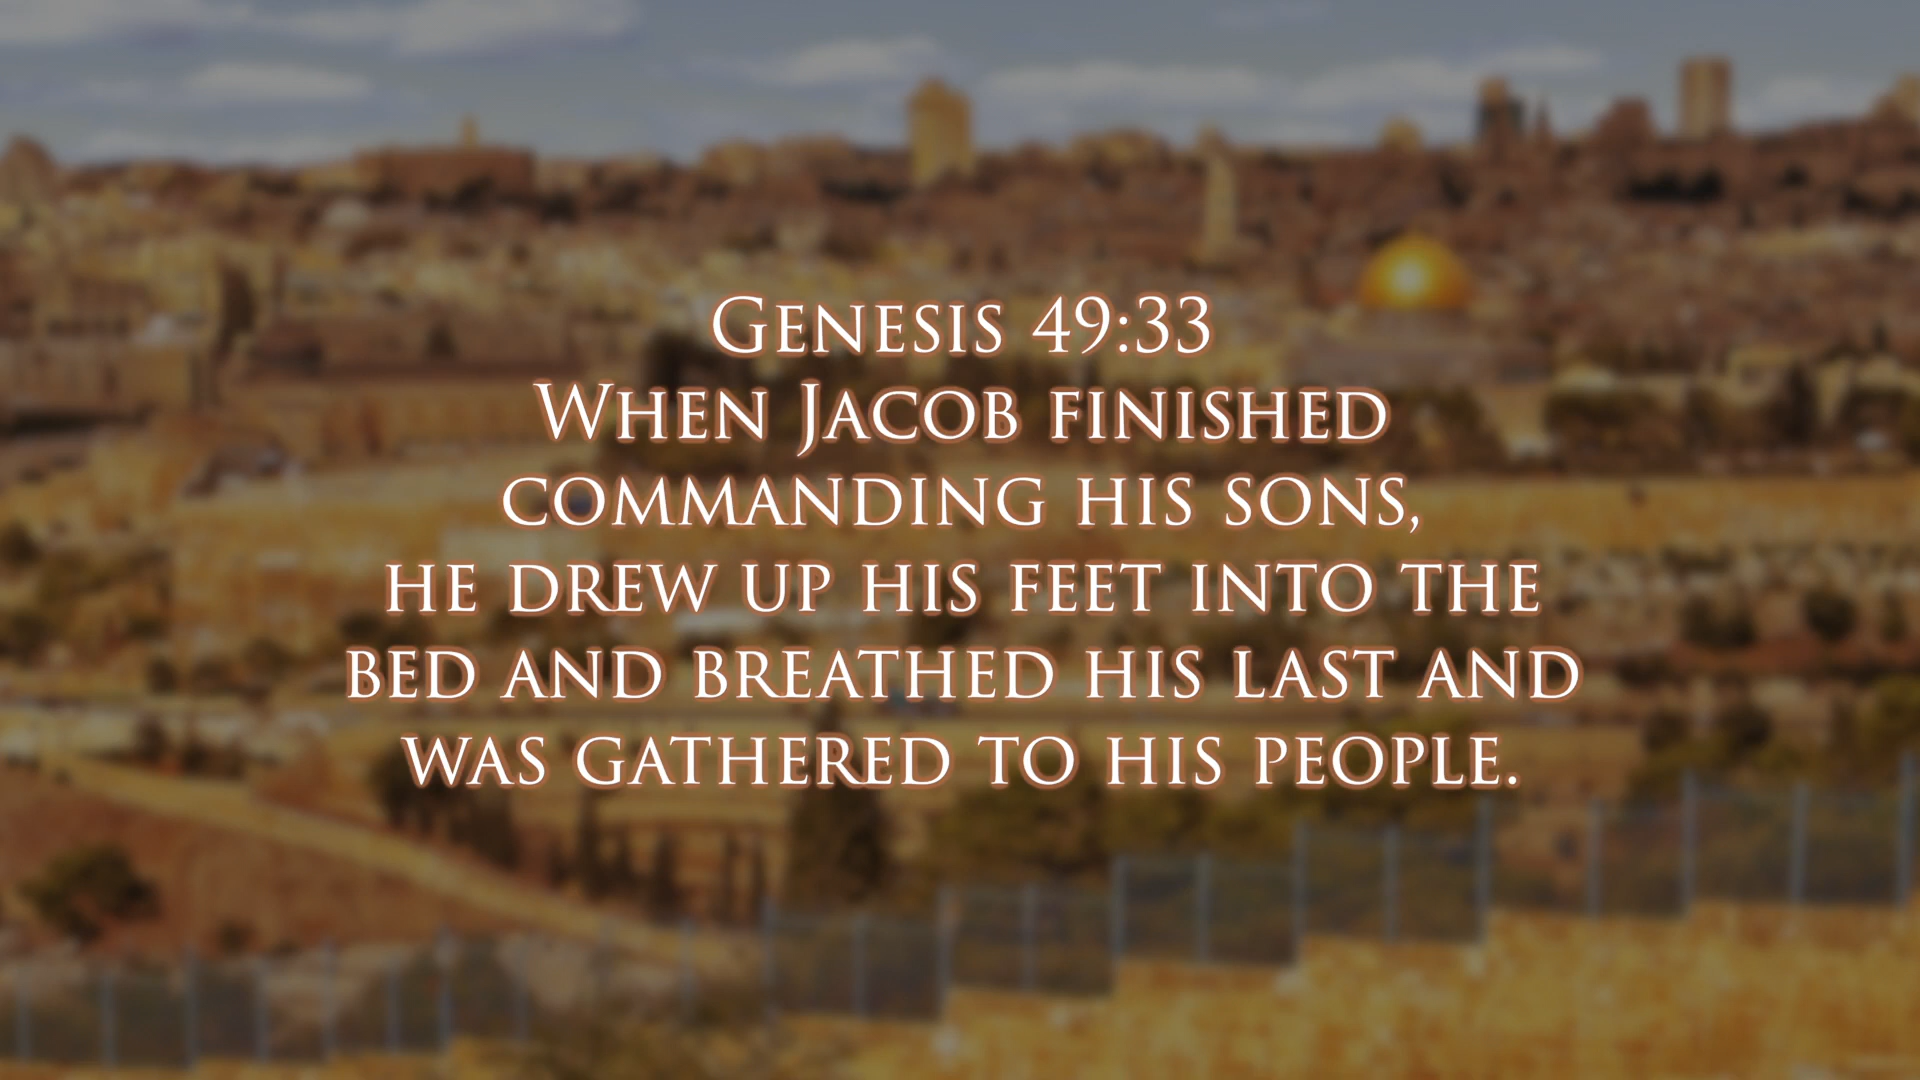 Genesis 49:33
When Jacob finished
commanding his sons,
he drew up his feet into the
bed and breathed his last and
was gathered to his people.